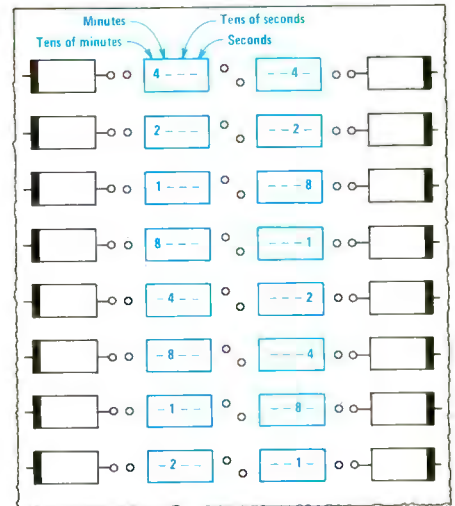 Minutes Tens of seconds
Tens of minutes Seconds
4 - - - - - 4 -
2 - - - - - 2 -
1 - - - - - - 8
8 - - - - - - 1
- 4 - - - - - 2
- 8 - - - - - 4
- 1 - - - - 8 -
- 2 - - - - 1 -